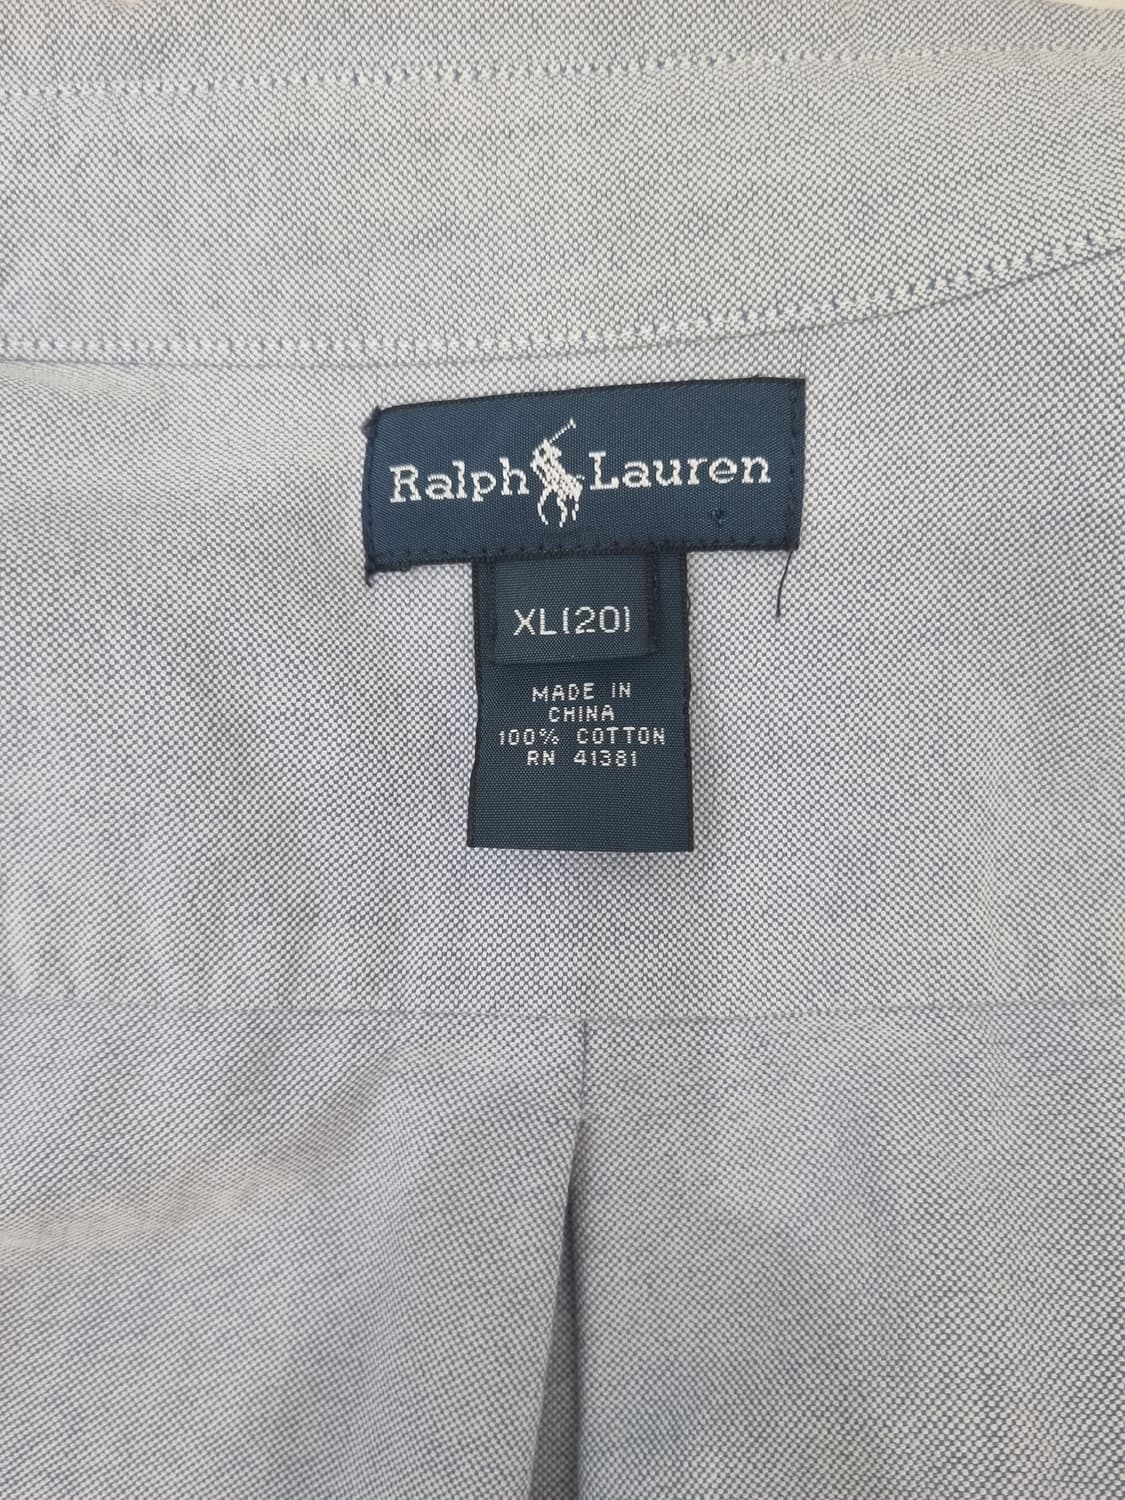 Ralph Lauren
XL(20)
MADE IN
CHINA
100% COTTON
RN 41381